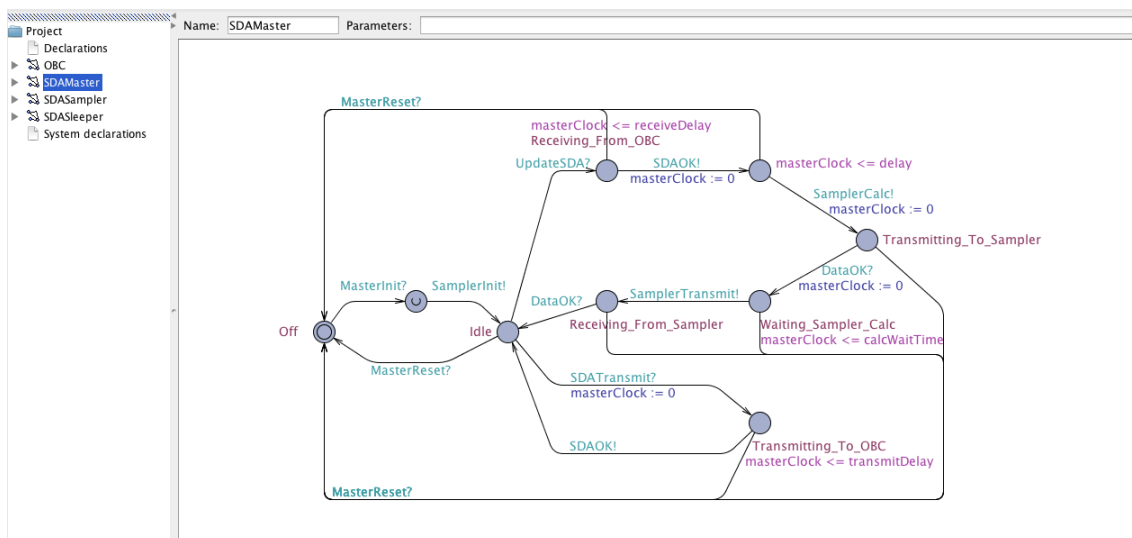 Name: SDAMaster Parameters:
Project
Declarations
OBC
SDAMaster
SDASampler
SDASleeper
System declarations
MasterReset?
masterClock <= receiveDelay
Receiving_From_OBC
UpdateSDA?
SDAOK!
masterClock := 0
masterClock <= delay
SamplerCalc!
masterClock := 0
Transmitting_To_Sampler
DataOK?
masterClock := 0
MasterInit?
SamplerInit!
DataOK?
SamplerTransmit!
Off
Idle
Receiving_From_Sampler
Waiting_Sampler_Calc
masterClock <= calcWaitTime
MasterReset?
SDATransmit?
masterClock := 0
SDAOK!
Transmitting_To_OBC
masterClock <= transmitDelay
MasterReset?